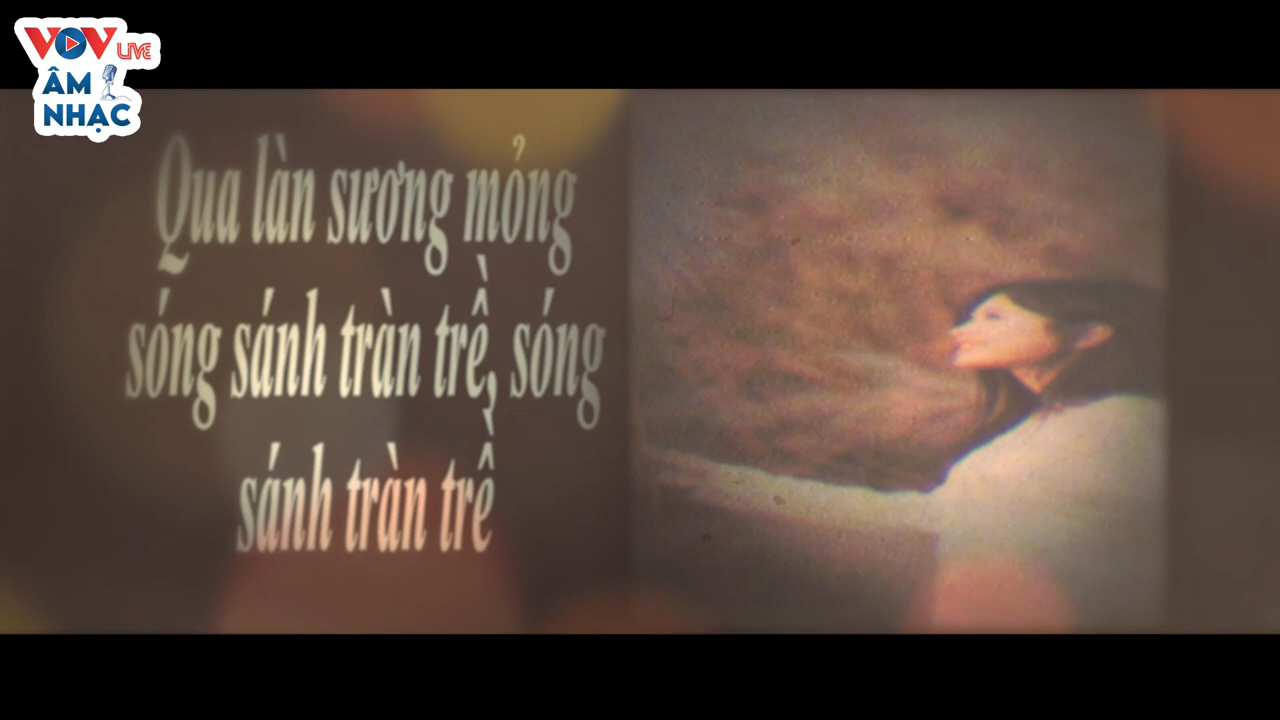 VOV LIVE
ÂM
NHẠC
Qua làn sương mỏng
sóng sánh tràn trề, sóng
sánh tràn trề